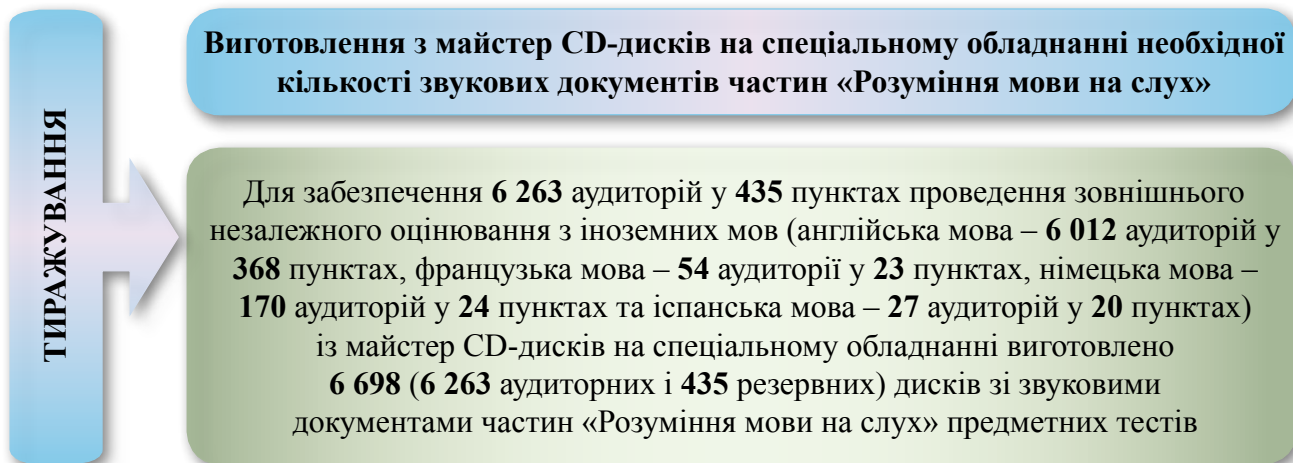 ТИРАЖУВАННЯ
Виготовлення з майстер CD-дисків на спеціальному обладнанні необхідної
кількості звукових документів частин «Розуміння мови на слух»
Для забезпечення 6 263 аудиторій у 435 пунктах проведення зовнішнього
незалежного оцінювання з іноземних мов (англійська мова – 6 012 аудиторій у
368 пунктах, французька мова – 54 аудиторії у 23 пунктах, німецька мова –
170 аудиторій у 24 пунктах та іспанська мова – 27 аудиторій у 20 пунктах)
із майстер CD-дисків на спеціальному обладнанні виготовлено
6 698 (6 263 аудиторних і 435 резервних) дисків зі звуковими
документами частин «Розуміння мови на слух» предметних тестів